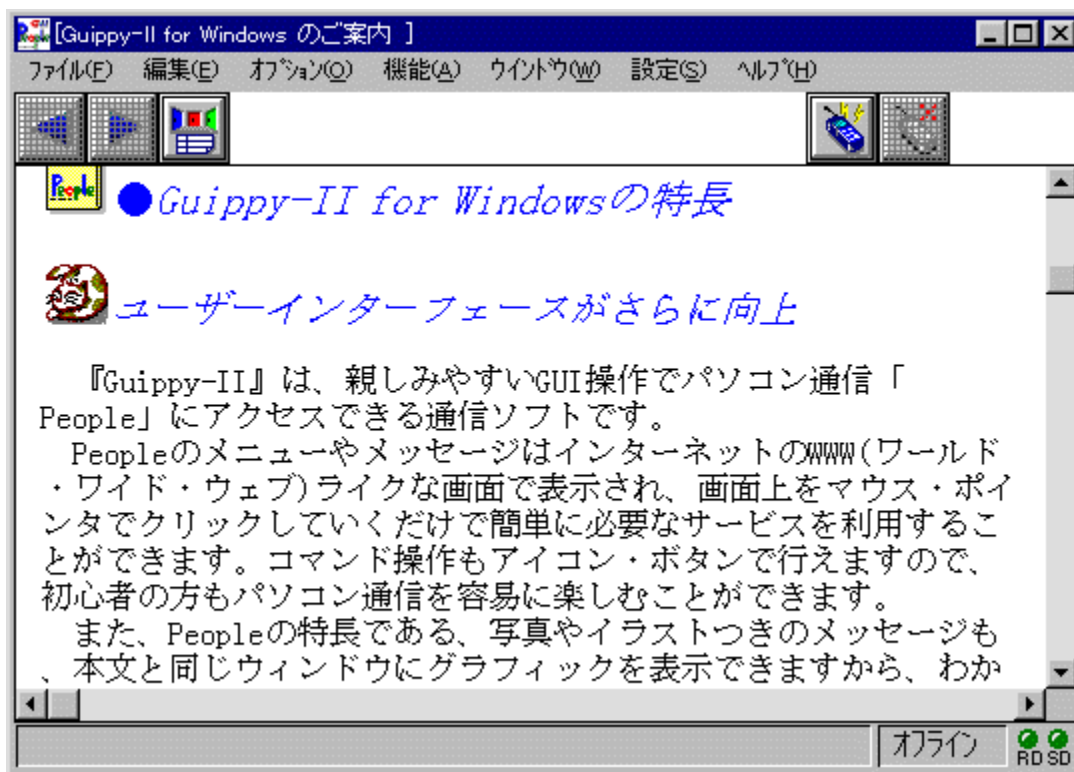 [Guippy-II for Windows のご案内 ]
ﾌｧｲﾙ(F) 編集(E) ｵﾌﾟｼｮﾝ(O) 機能(A) ｳｲﾝﾄﾞｳ(W) 設定(S) ﾍﾙﾌﾟ(H)
People
●Guippy-II for Windowsの特長
ユーザーインターフェースがさらに向上
『Guippy-II』は、親しみやすいGUI操作でパソコン通信「
People」にアクセスできる通信ソフトです。
PeopleのメニューやメッセージはインターネットのWWW(ワールド
・ワイド・ウェブ)ライクな画面で表示され、画面上をマウス・ポイ
ンタでクリックしていくだけで簡単に必要なサービスを利用するこ
とができます。コマンド操作もアイコン・ボタンで行えますので、
初心者の方もパソコン通信を容易に楽しむことができます。
また、Peopleの特長である、写真やイラストつきのメッセージも
、本文と同じウィンドウにグラフィックを表示できますから、わか
ｵﾌﾗｲﾝ
RD SD